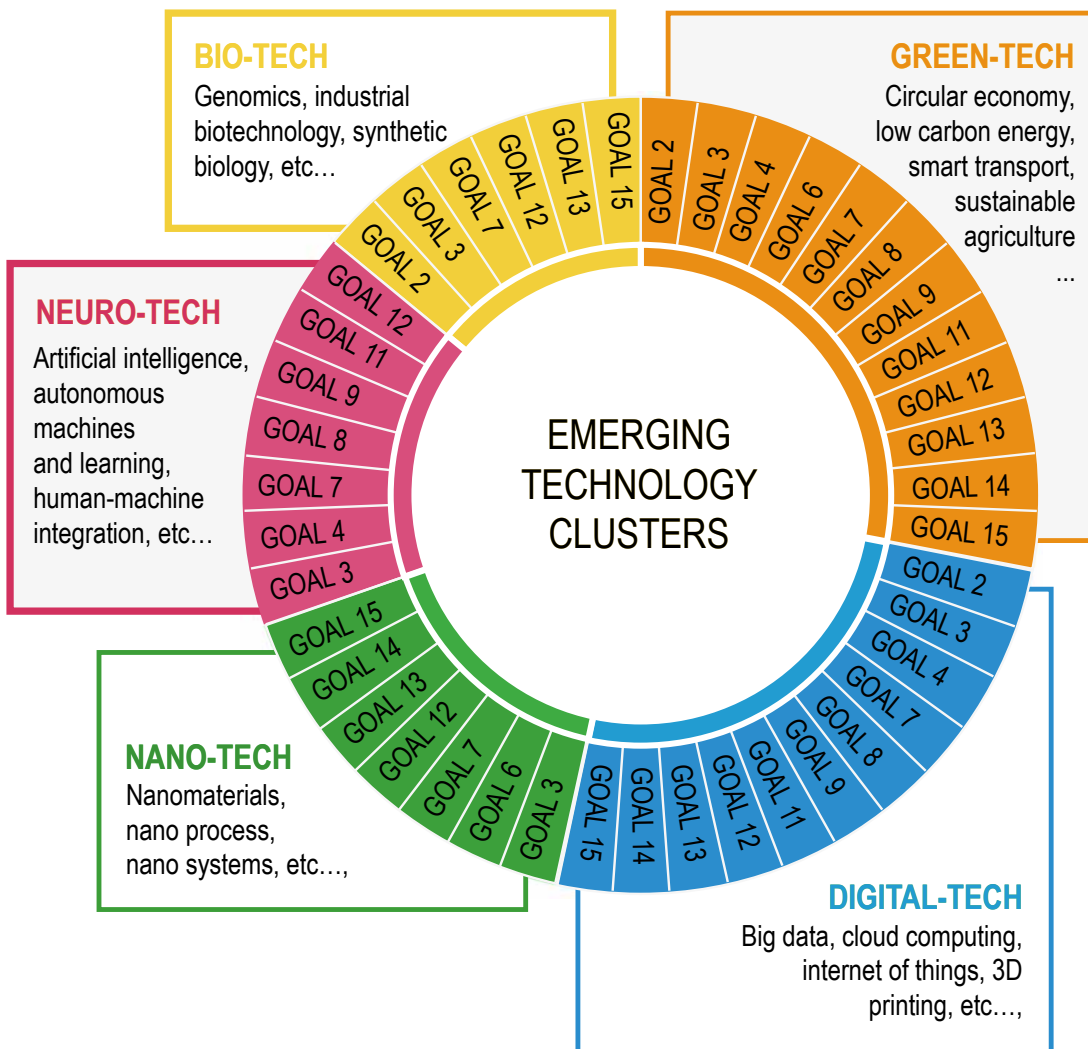 BIO-TECH
Genomics, industrial
biotechnology, synthetic
biology, etc…
GREEN-TECH
Circular economy,
low carbon energy,
smart transport,
sustainable
agriculture
...
NEURO-TECH
Artificial intelligence,
autonomous
machines
and learning,
human-machine
integration, etc…
NANO-TECH
Nanomaterials,
nano process,
nano systems, etc…,
DIGITAL-TECH
Big data, cloud computing,
internet of things, 3D
printing, etc…,
EMERGING
TECHNOLOGY
CLUSTERS
GOAL 2
GOAL 3
GOAL 4
GOAL 6
GOAL 7
GOAL 8
GOAL 9
GOAL 11
GOAL 12
GOAL 13
GOAL 14
GOAL 15
GOAL 2
GOAL 3
GOAL 4
GOAL 7
GOAL 8
GOAL 9
GOAL 11
GOAL 12
GOAL 13
GOAL 14
GOAL 15
GOAL 3
GOAL 6
GOAL 7
GOAL 12
GOAL 13
GOAL 14
GOAL 15
GOAL 3
GOAL 4
GOAL 7
GOAL 8
GOAL 9
GOAL 11
GOAL 12
GOAL 2
GOAL 3
GOAL 7
GOAL 12
GOAL 13
GOAL 15